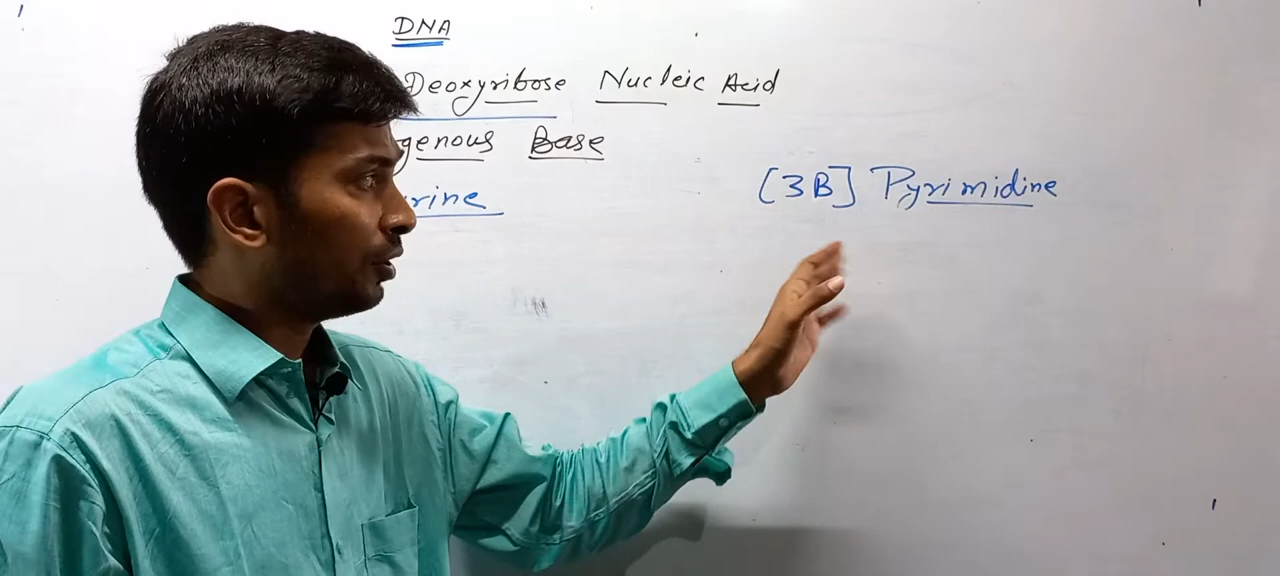 DNA
Deoxyribose Nucleic Acid
genous Base
rine [3B] Pyrimidine